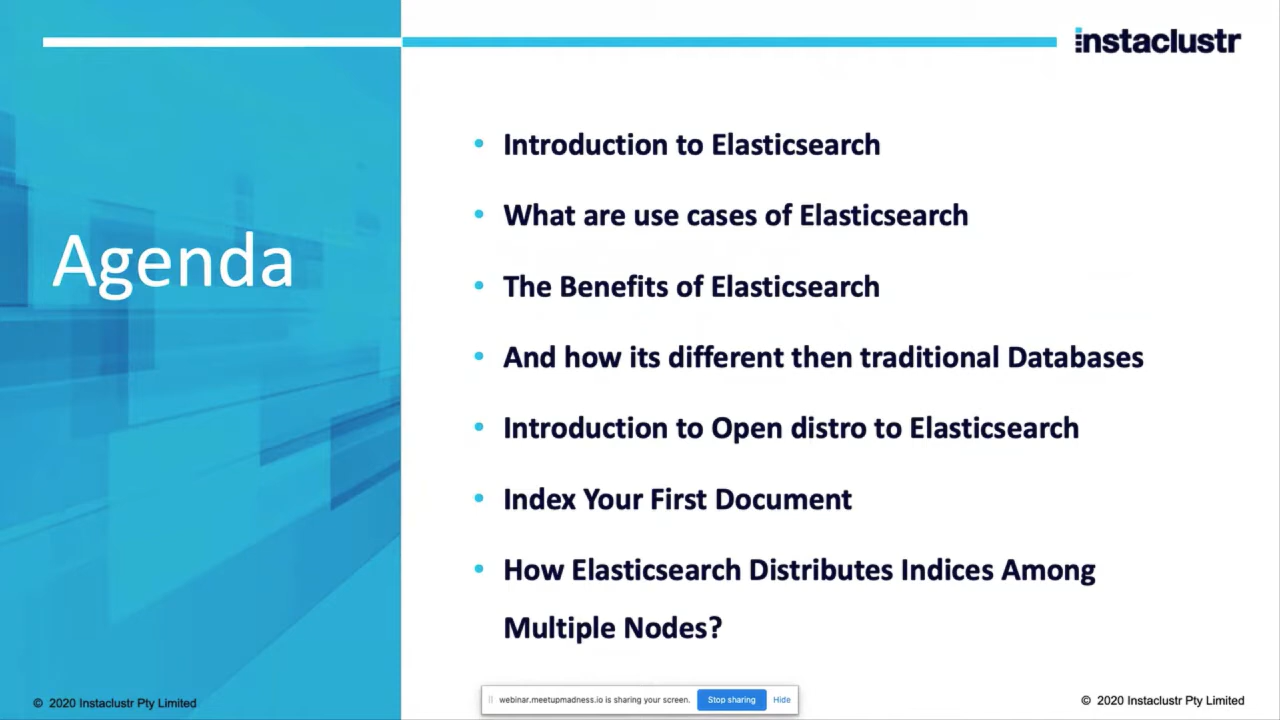 instaclustr
Agenda
• Introduction to Elasticsearch
• What are use cases of Elasticsearch
• The Benefits of Elasticsearch
• And how its different then traditional Databases
• Introduction to Open distro to Elasticsearch
• Index Your First Document
• How Elasticsearch Distributes Indices Among
Multiple Nodes?
© 2020 Instaclustr Pty Limited
webinar.meetupmadness.io is sharing your screen. Stop sharing Hide
© 2020 Instaclustr Pty Limited